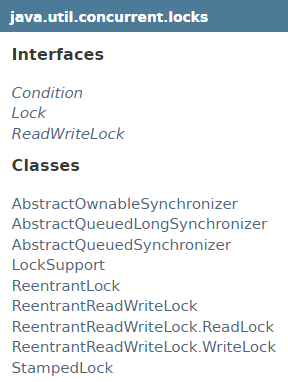 java.util.concurrent.locks
Interfaces
Condition
Lock
ReadWriteLock
Classes
AbstractOwnableSynchronizer
AbstractQueuedLongSynchronizer
AbstractQueuedSynchronizer
LockSupport
ReentrantLock
ReentrantReadWriteLock
ReentrantReadWriteLock.ReadLock
ReentrantReadWriteLock.WriteLock
StampedLock